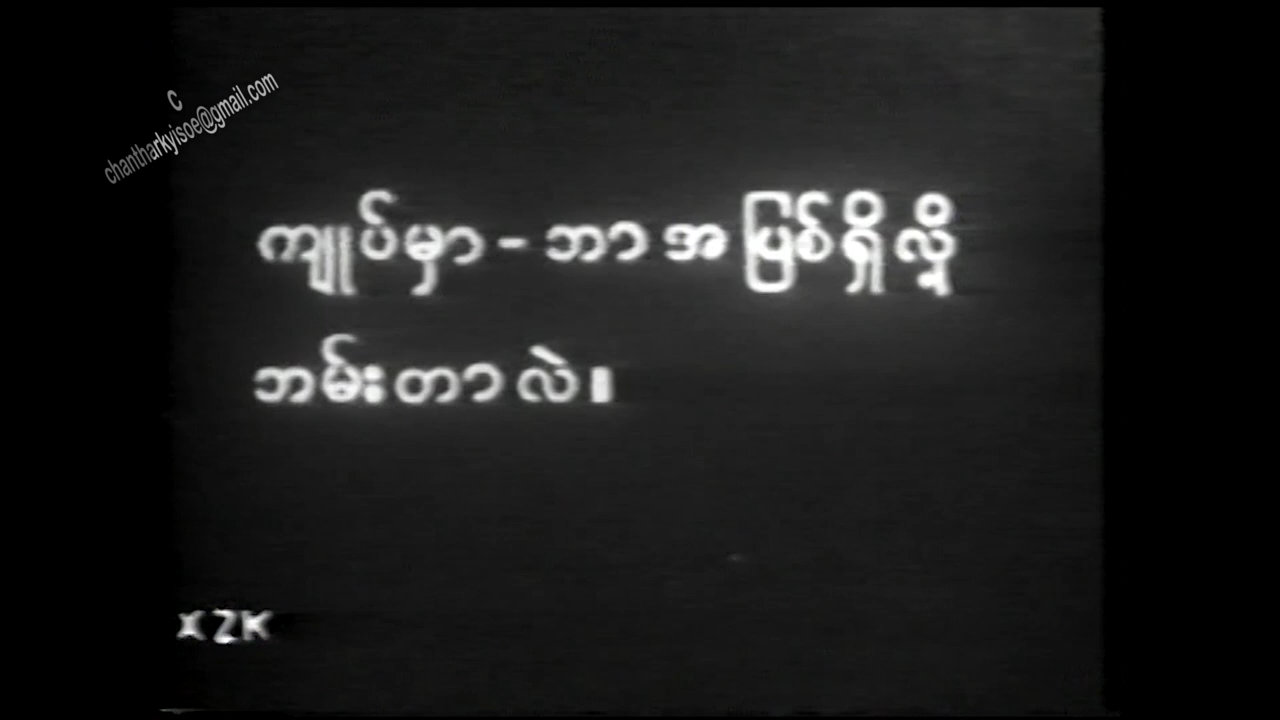 C
chantharkyisoe@gmail.com
ကျုပ်မှာ - ဘာ အပြစ်ရှိလို့
ဘမ်းတာလဲ။
XZK